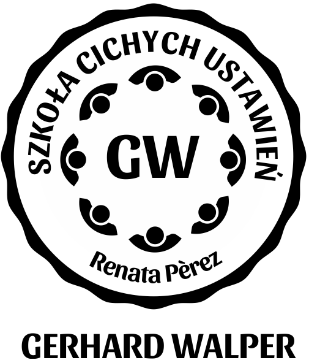 SZKOŁA CICHYCH USTAWIEŃ
GW
Renata Pèrez
GERHARD WALPER